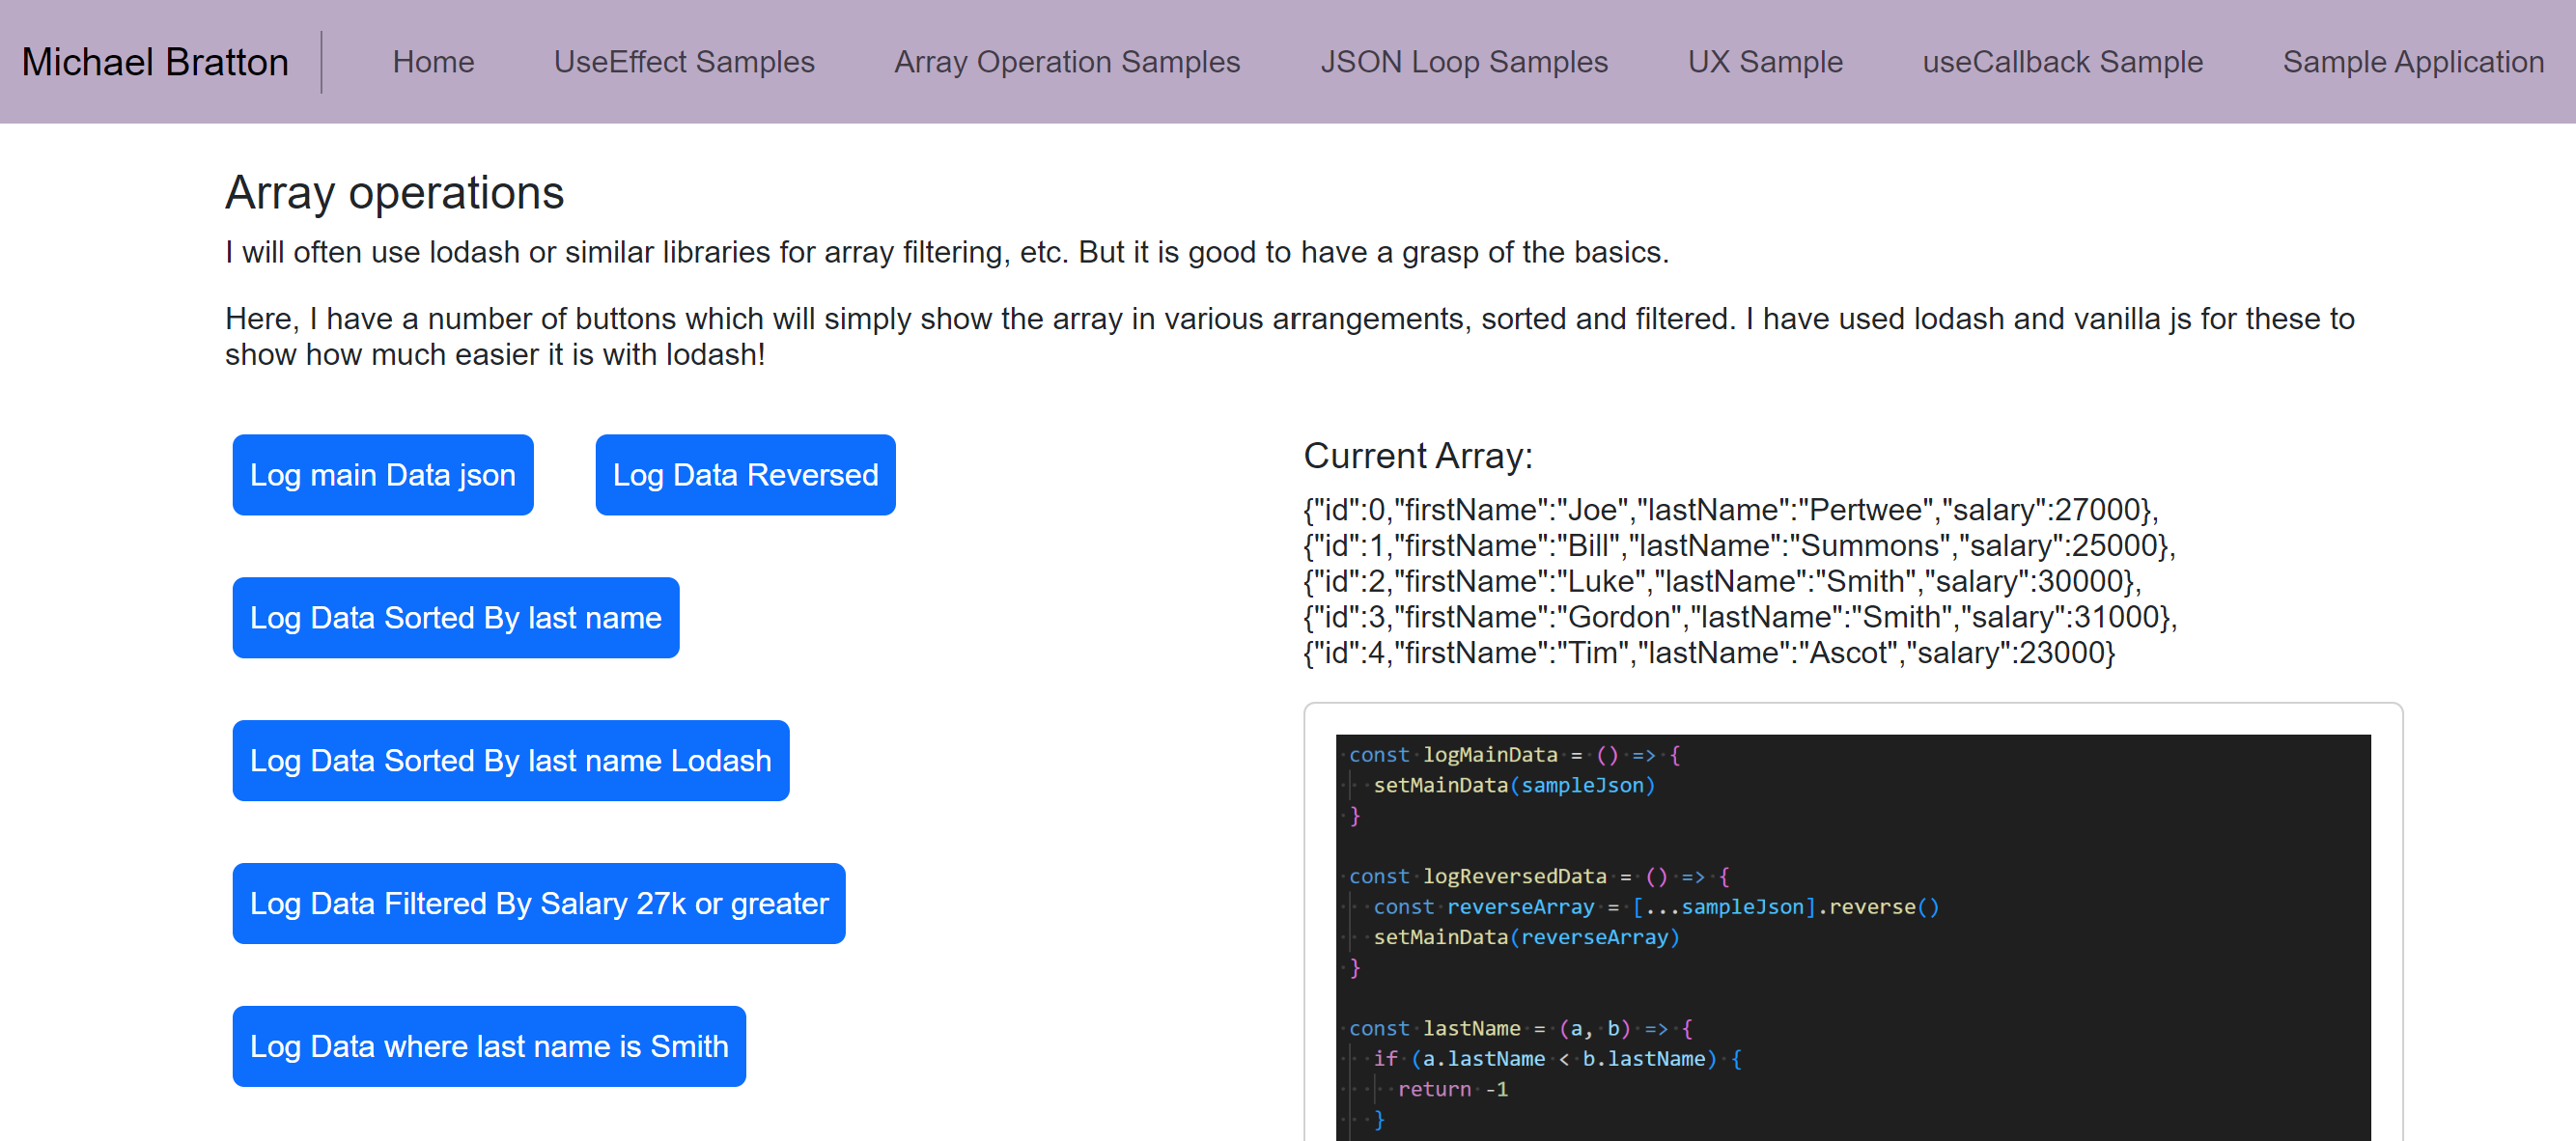 Michael Bratton Home UseEffect Samples Array Operation Samples JSON Loop Samples UX Sample useCallback Sample Sample Application
Array operations
I will often use lodash or similar libraries for array filtering, etc. But it is good to have a grasp of the basics.
Here, I have a number of buttons which will simply show the array in various arrangements, sorted and filtered. I have used lodash and vanilla js for these to
show how much easier it is with lodash!
Log main Data json Log Data Reversed
Log Data Sorted By last name
Log Data Sorted By last name Lodash
Log Data Filtered By Salary 27k or greater
Log Data where last name is Smith
Current Array:
{"id":0,"firstName":"Joe","lastName":"Pertwee","salary":27000},
{"id":1,"firstName":"Bill","lastName":"Summons","salary":25000},
{"id":2,"firstName":"Luke","lastName":"Smith","salary":30000},
{"id":3,"firstName":"Gordon","lastName":"Smith","salary":31000},
{"id":4,"firstName":"Tim","lastName":"Ascot","salary":23000}
const logMainData = () => {
setMainData(sampleJson)
}
const logReversedData = () => {
const reverseArray = [...sampleJson].reverse()
setMainData(reverseArray)
}
const lastName = (a, b) => {
if (a.lastName < b.lastName) {
return -1
}